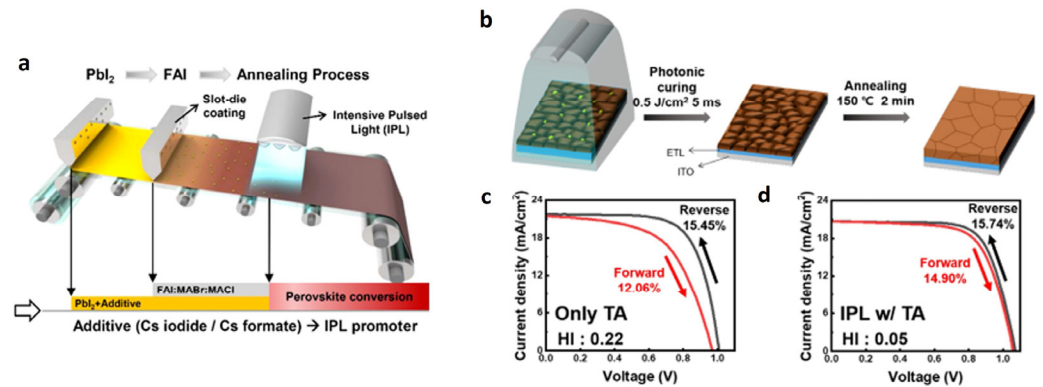 a
PbI₂ FAI Annealing Process
Slot-die
coating
Intensive Pulsed
Light (IPL)
FAI:MABr:MACl
PbI₂+Additive
Perovskite conversion
Additive (Cs iodide / Cs formate) → IPL promoter
b
Photonic
curing
0.5 J/cm² 5 ms
Annealing
150 ℃ 2 min
ETL
ITO
c
Current density (mA/cm²)
24
18
12
6
0
Reverse
15.45%
Forward
12.06%
Only TA
HI : 0.22
0.0 0.2 0.4 0.6 0.8 1.0
Voltage (V)
d
Current density (mA/cm²)
24
18
12
6
0
Reverse
15.74%
Forward
14.90%
IPL w/ TA
HI : 0.05
0.0 0.2 0.4 0.6 0.8 1.0
Voltage (V)